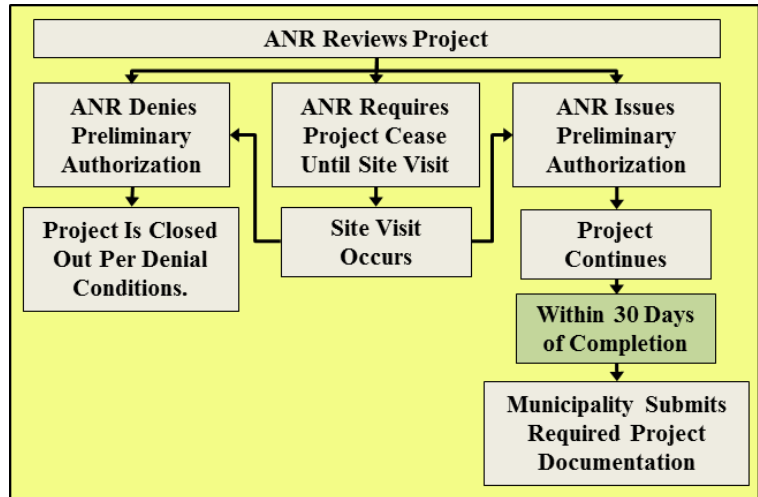 ANR Reviews Project
ANR Denies
Preliminary
Authorization
ANR Requires
Project Cease
Until Site Visit
ANR Issues
Preliminary
Authorization
Project Is Closed
Out Per Denial
Conditions.
Site Visit
Occurs
Project
Continues
Within 30 Days
of Completion
Municipality Submits
Required Project
Documentation